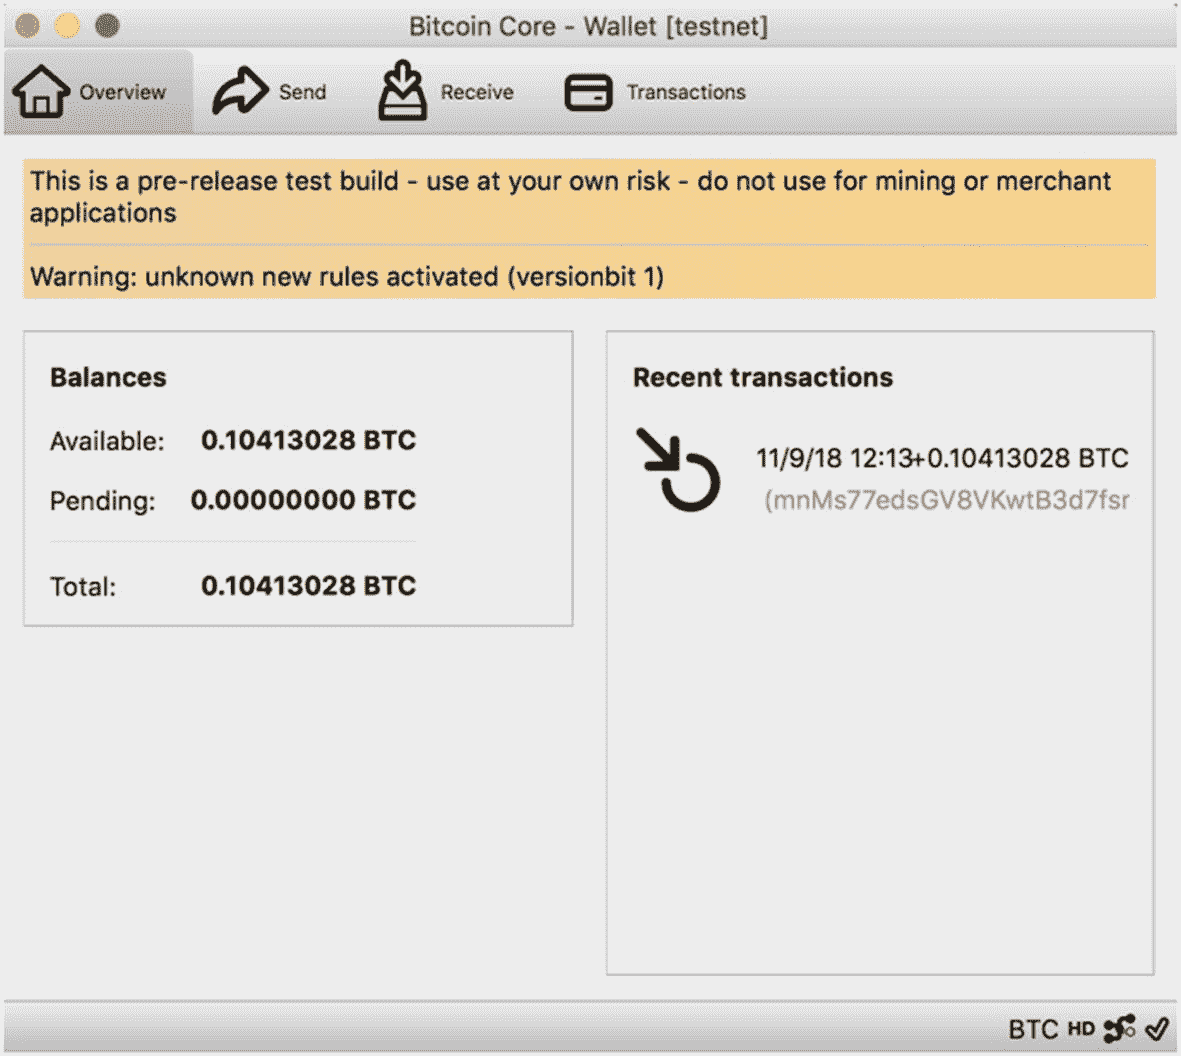 Bitcoin Core - Wallet [testnet]
Overview Send Receive Transactions
This is a pre-release test build - use at your own risk - do not use for mining or merchant
applications
Warning: unknown new rules activated (versionbit 1)
Balances
Available: 0.10413028 BTC
Pending: 0.00000000 BTC
Total: 0.10413028 BTC
Recent transactions
11/9/18 12:13+0.10413028 BTC
(mnMs77edsGV8VKwtB3d7fsr
BTC HD